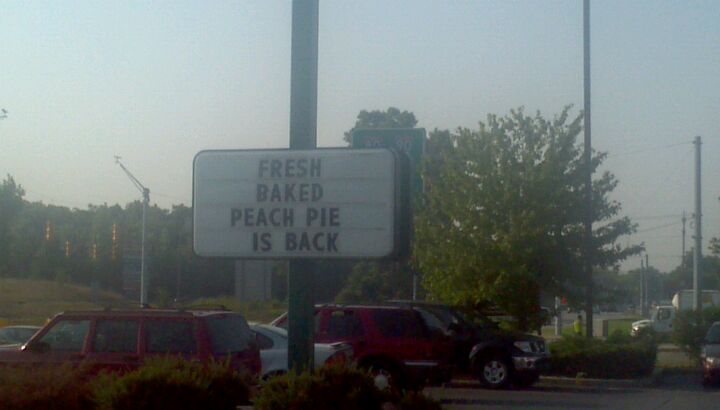 FRESH
BAKED
PEACH PIE
IS BACK